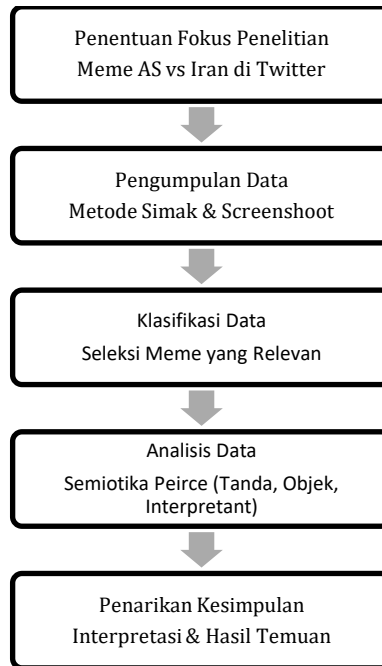 Penentuan Fokus Penelitian
Meme AS vs Iran di Twitter
Pengumpulan Data
Metode Simak & Screenshoot
Klasifikasi Data
Seleksi Meme yang Relevan
Analisis Data
Semiotika Peirce (Tanda, Objek,
Interpretant)
Penarikan Kesimpulan
Interpretasi & Hasil Temuan